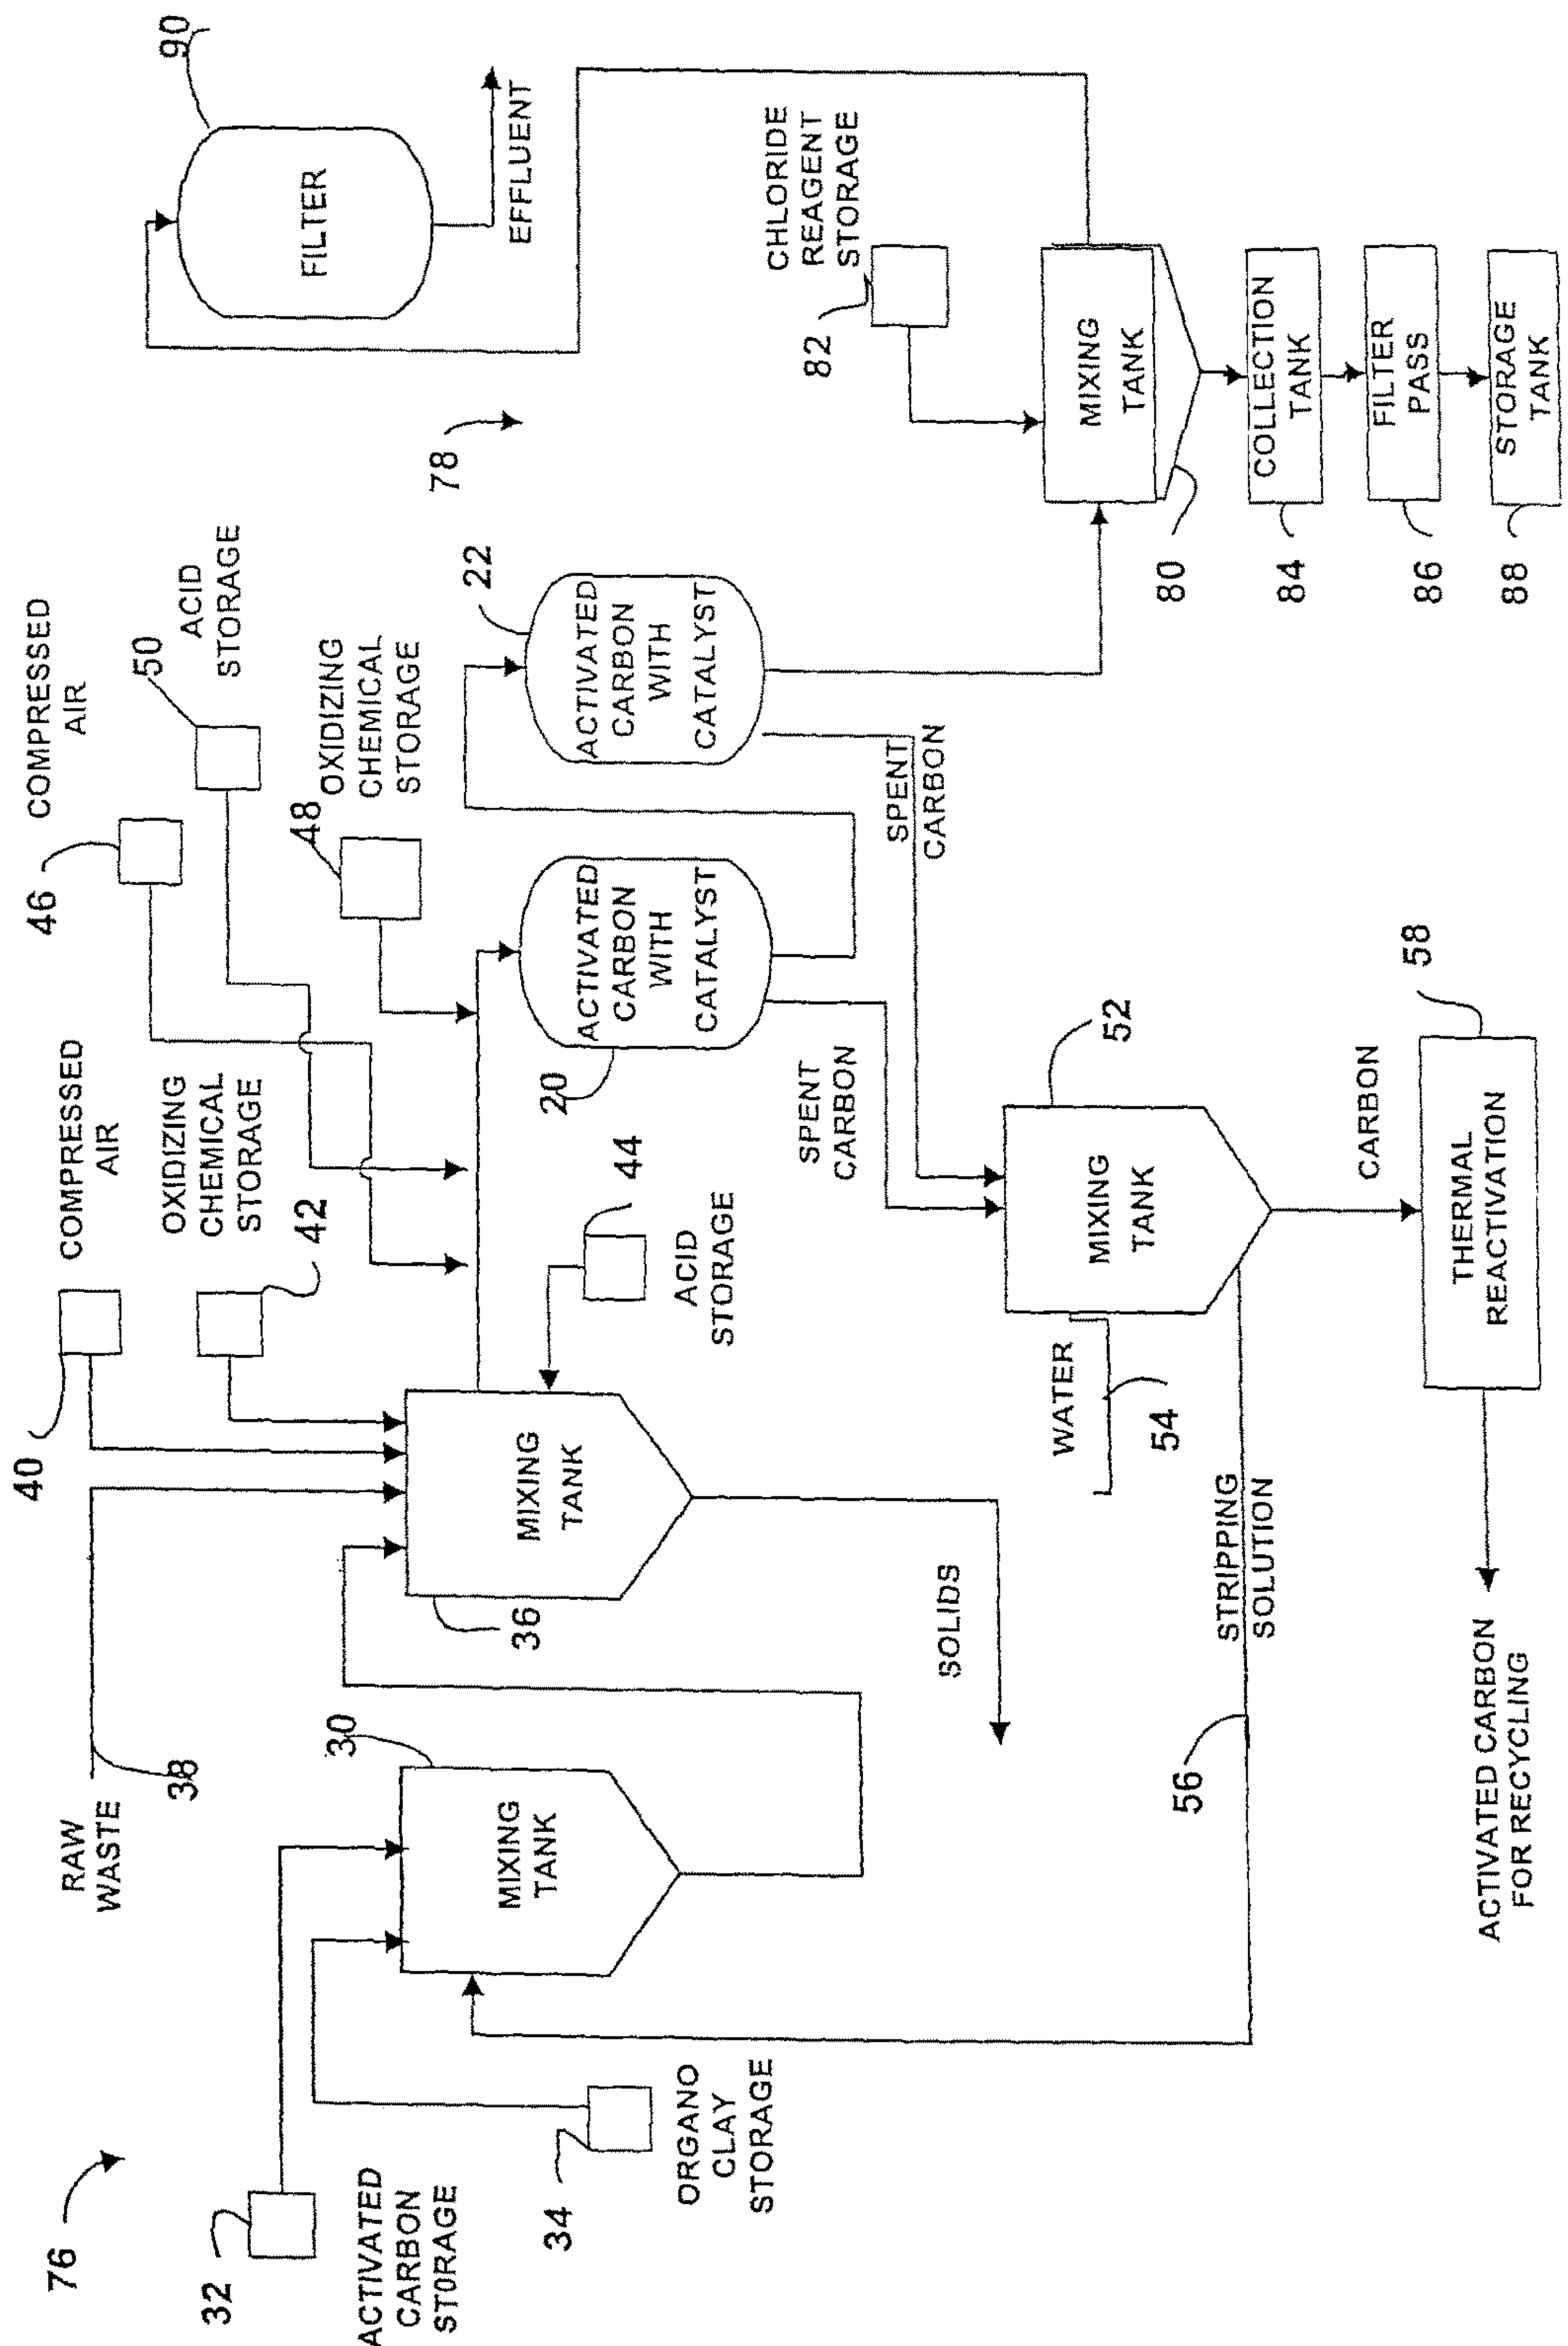 76
32
ACTIVATED
CARBON
STORAGE
34
ORGANO
CLAY
STORAGE
RAW
WASTE
38
30
MIXING
TANK
40
COMPRESSED
AIR
OXIDIZING
CHEMICAL
STORAGE
42
36
MIXING
TANK
44
ACID
STORAGE
SOLIDS
46
COMPRESSED
AIR
50
ACID
STORAGE
48
OXIDIZING
CHEMICAL
STORAGE
20
ACTIVATED
CARBON
WITH
CATALYST
22
ACTIVATED
CARBON
WITH
CATALYST
SPENT
CARBON
SPENT
CARBON
52
MIXING
TANK
WATER
54
56
STRIPPING
SOLUTION
CARBON
58
THERMAL
REACTIVATION
ACTIVATED CARBON
FOR RECYCLING
78
90
FILTER
EFFLUENT
82
CHLORIDE
REAGENT
STORAGE
MIXING
TANK
80
COLLECTION
TANK
84
FILTER
PASS
86
STORAGE
TANK
88